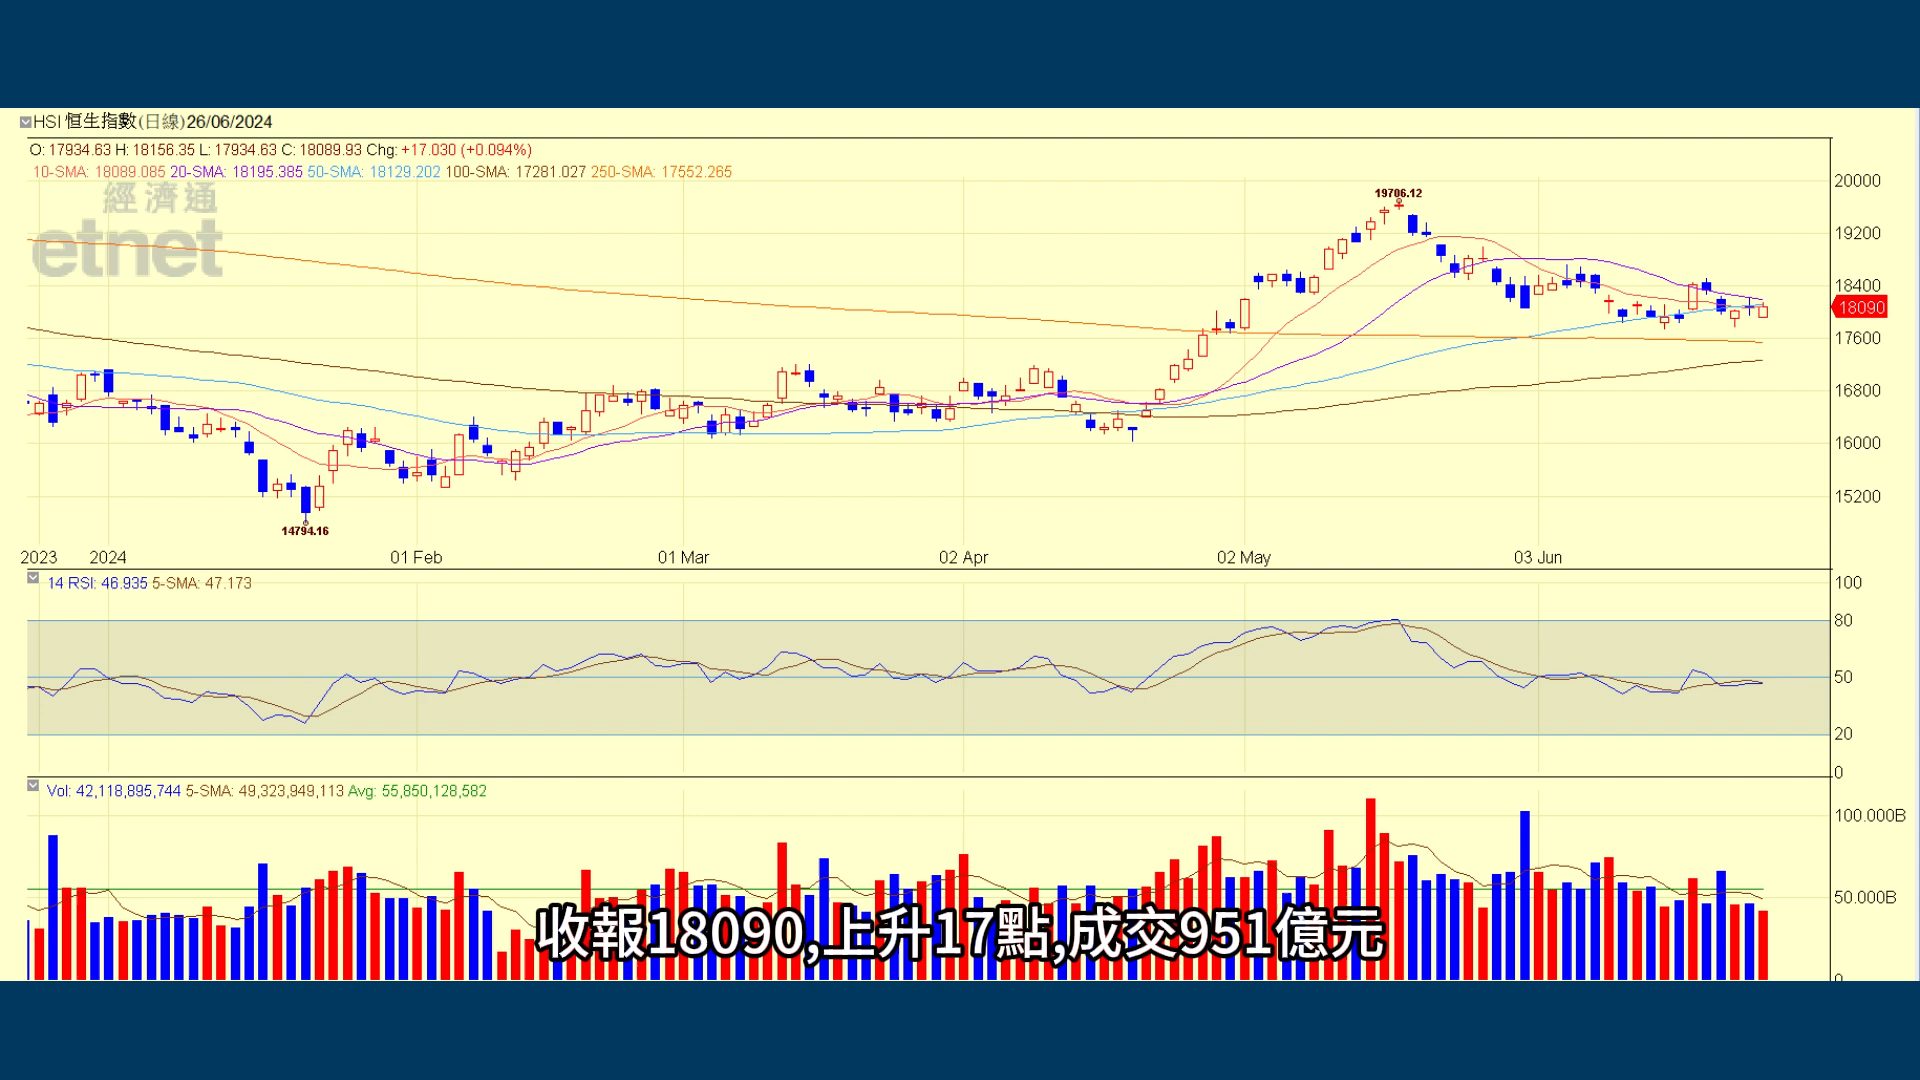 HSI 恒生指數(日線)26/06/2024
O: 17934.63 H: 18156.35 L: 17934.63 C: 18089.93 Chg: +17.030 (+0.094%)
10-SMA: 18089.085 20-SMA: 18195.385 50-SMA: 18129.202 100-SMA: 17281.027 250-SMA: 17552.265
經濟通
etnet
20000
19706.12
19200
18400
18090
17600
16800
16000
15200
14794.16
2023 2024 01 Feb 01 Mar 02 Apr 02 May 03 Jun
14 RSI: 46.935 5-SMA: 47.173
100
80
50
20
0
Vol: 42,118,895,744 5-SMA: 49,323,949,113 Avg: 55,850,128,582
100.000B
50.000B
收報18090,上升17點,成交951億元
0